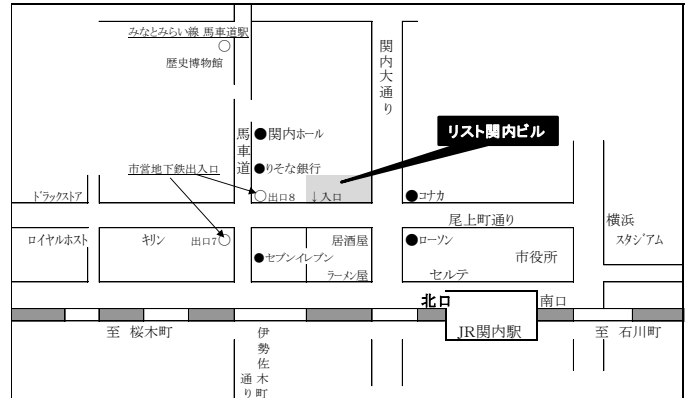 みなとみらい線 馬車道駅
歴史博物館
関内大通り
馬車道
●関内ホール
リスト関内ビル
●りそな銀行
市営地下鉄出入口
ドラックストア
出口8
↓入口
●コナカ
尾上町通り
横浜
スタジアム
ロイヤルホスト
キリン
出口7
居酒屋
●ローソン
●セブンイレブン
市役所
ラーメン屋
セルテ
北口
南口
至 桜木町
JR関内駅
至 石川町
伊勢佐木町
通り